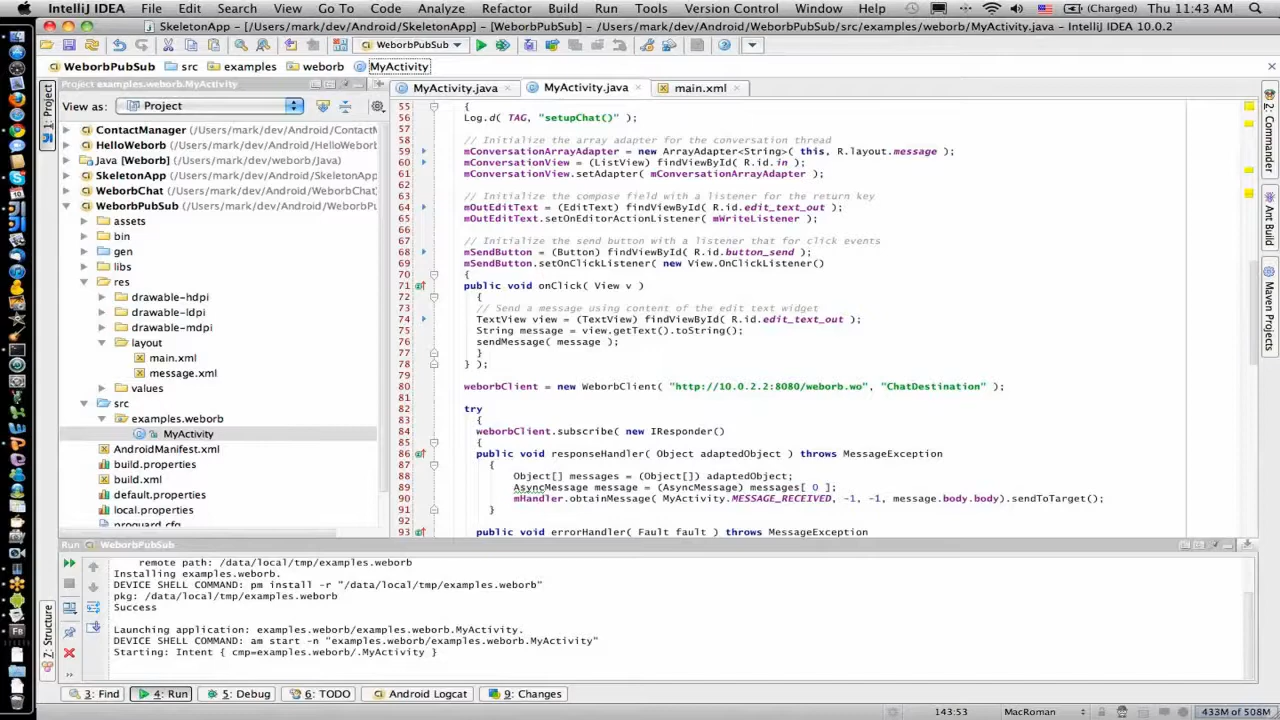 IntelliJ IDEA File Edit Search View Go To Code Analyze Refactor Build Run Tools Version Control Window Help (Charged) Thu 11:43 AM
SkeletonApp - [/Users/mark/dev/Android/SkeletonApp] - [WeborbPubSub] - [/Users/mark/dev/Android/WeborbPubSub/src/examples/weborb/MyActivity.java] - IntelliJ IDEA 10.0.2
WeborbPubSub
WeborbPubSub src examples weborb MyActivity
Project examples.weborb.MyActivity
MyActivity.java MyActivity.java main.xml
View as: Project
1: Project
7: Structure
2: Commander
Ant Build
Maven Projects
ContactManager (/Users/mark/dev/Android/ContactM
HelloWeborb (/Users/mark/dev/Android/HelloWebor
Java [Weborb] (/Users/mark/dev/weborb/Java)
SkeletonApp (/Users/mark/dev/Android/SkeletonApp
WeborbChat (/Users/mark/dev/Android/SkeletonApp
WeborbPubSub (/Users/mark/dev/Android/WeborbPu
assets
bin
gen
libs
res
drawable-hdpi
drawable-ldpi
drawable-mdpi
layout
main.xml
message.xml
values
src
examples.weborb
MyActivity
AndroidManifest.xml
build.properties
build.xml
default.properties
local.properties
proguard.cfg
55 {
56 Log.d( TAG, "setupChat()" );
57
58 // Initialize the array adapter for the conversation thread
59 mConversationArrayAdapter = new ArrayAdapter<String>( this, R.layout.message );
60 mConversationView = (ListView) findViewById( R.id.in );
61 mConversationView.setAdapter( mConversationArrayAdapter );
62
63 // Initialize the compose field with a listener for the return key
64 mOutEditText = (EditText) findViewById( R.id.edit_text_out );
65 mOutEditText.setOnEditorActionListener( mWriteListener );
66
67 // Initialize the send button with a listener that for click events
68 mSendButton = (Button) findViewById( R.id.button_send );
69 mSendButton.setOnClickListener( new View.OnClickListener()
70 {
71 public void onClick( View v )
72 {
73 // Send a message using content of the edit text widget
74 TextView view = (TextView) findViewById( R.id.edit_text_out );
75 String message = view.getText().toString();
76 sendMessage( message );
77 }
78 } );
79
80 weborbClient = new WeborbClient( "http://10.0.2.2:8080/weborb.wo", "ChatDestination" );
81
82 try
83 {
84 weborbClient.subscribe( new IResponder()
85 {
86 public void responseHandler( Object adaptedObject ) throws MessageException
87 {
88 Object[] messages = (Object[]) adaptedObject;
89 AsyncMessage message = (AsyncMessage) messages[ 0 ];
90 mHandler.obtainMessage( MyActivity.MESSAGE_RECEIVED, -1, -1, message.body.body).sendToTarget();
91 }
92
93 public void errorHandler( Fault fault ) throws MessageException
Run WeborbPubSub
remote path: /data/local/tmp/examples.weborb
Installing examples.weborb.
DEVICE SHELL COMMAND: pm install -r "/data/local/tmp/examples.weborb"
pkg: /data/local/tmp/examples.weborb
Success
Launching application: examples.weborb/examples.weborb.MyActivity.
DEVICE SHELL COMMAND: am start -n "examples.weborb/examples.weborb.MyActivity"
Starting: Intent { cmp=examples.weborb/.MyActivity }
3: Find 4: Run 5: Debug 6: TODO Android Logcat 9: Changes
143:53 MacRoman 433M of 508M